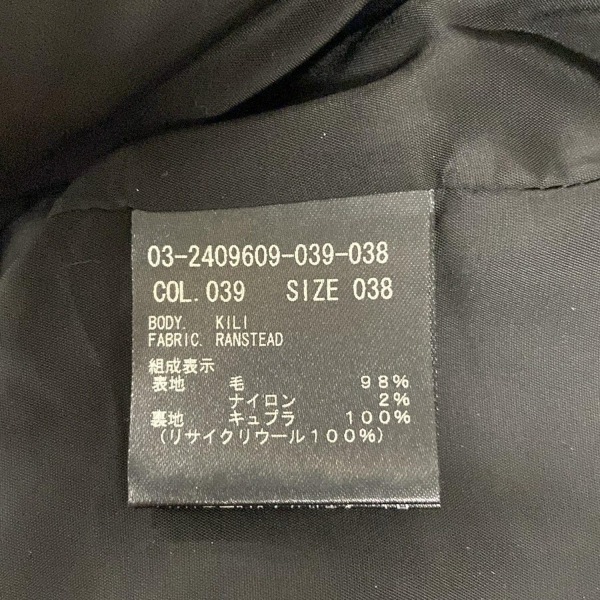 03-2409609-039-038
COL. 039 SIZE 038
BODY. KILI
FABRIC. RANSTEAD
組成表示
表地 毛 98%
ナイロン 2%
裏地 キュプラ 100%
(リサイクリウール100%)